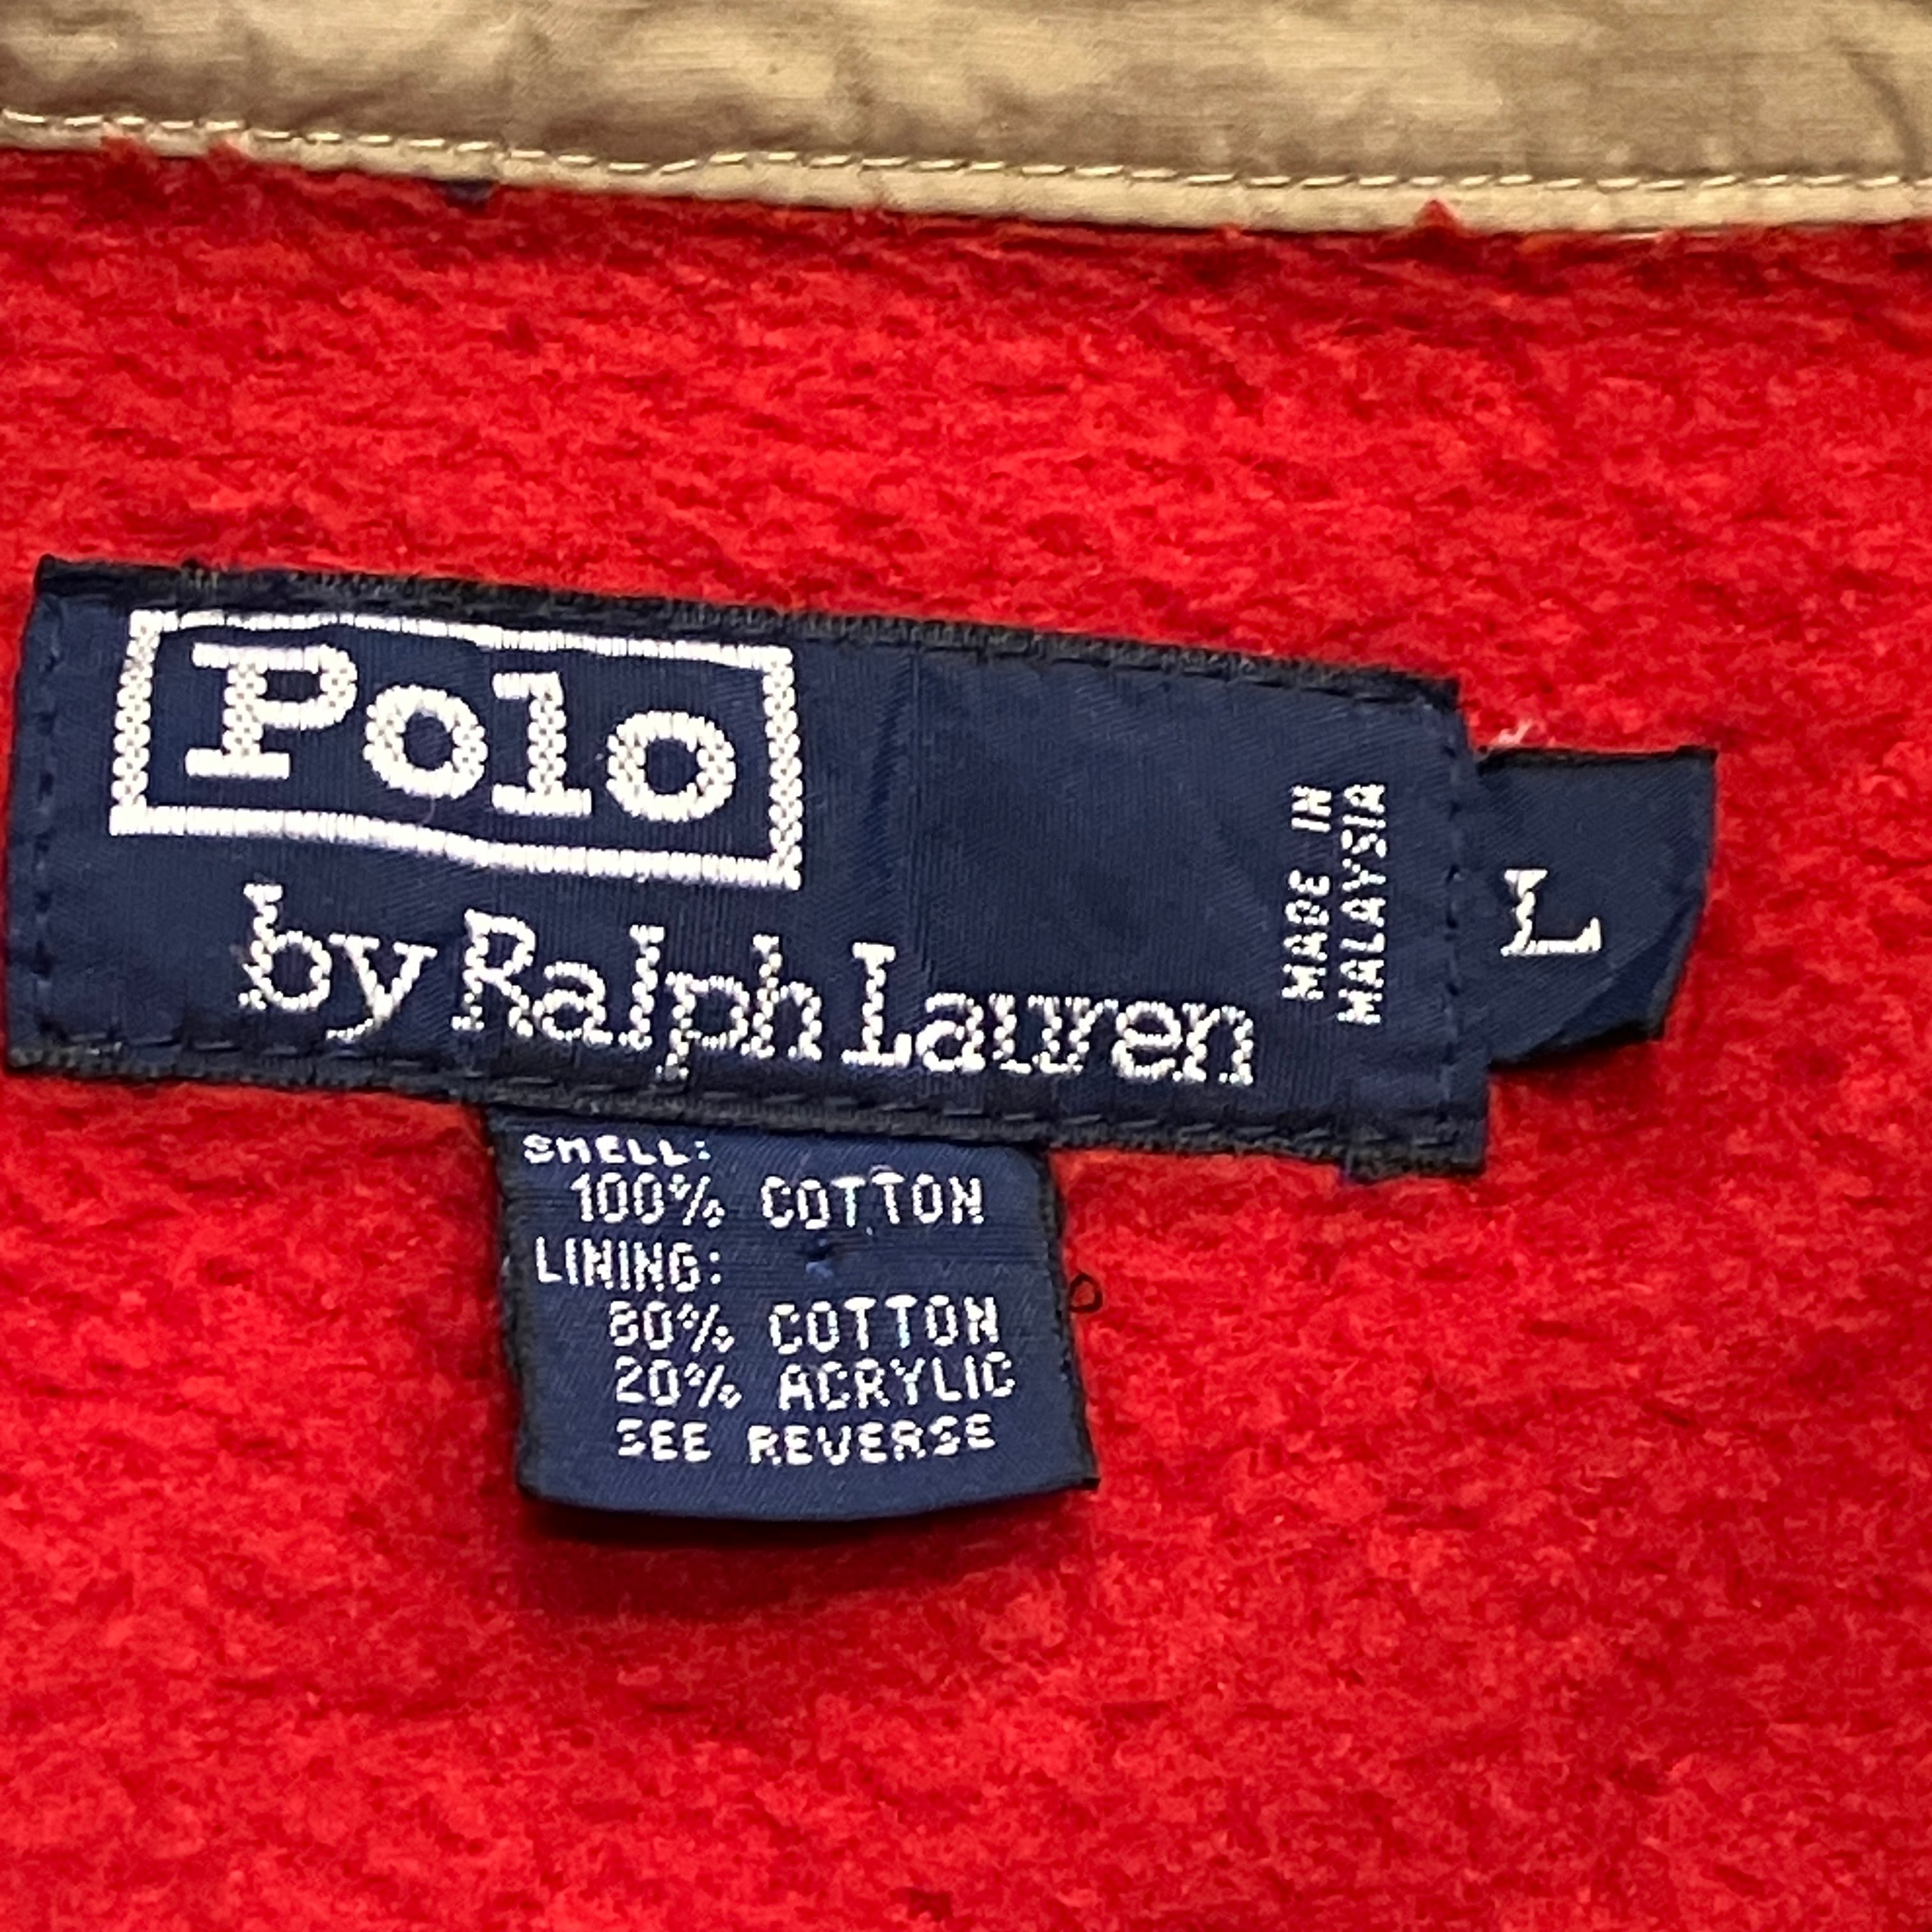 Polo
by Ralph Lauren
MADE IN
MALAYSIA
L
SHELL:
100% COTTON
LINING:
80% COTTON
20% ACRYLIC
SEE REVERSE